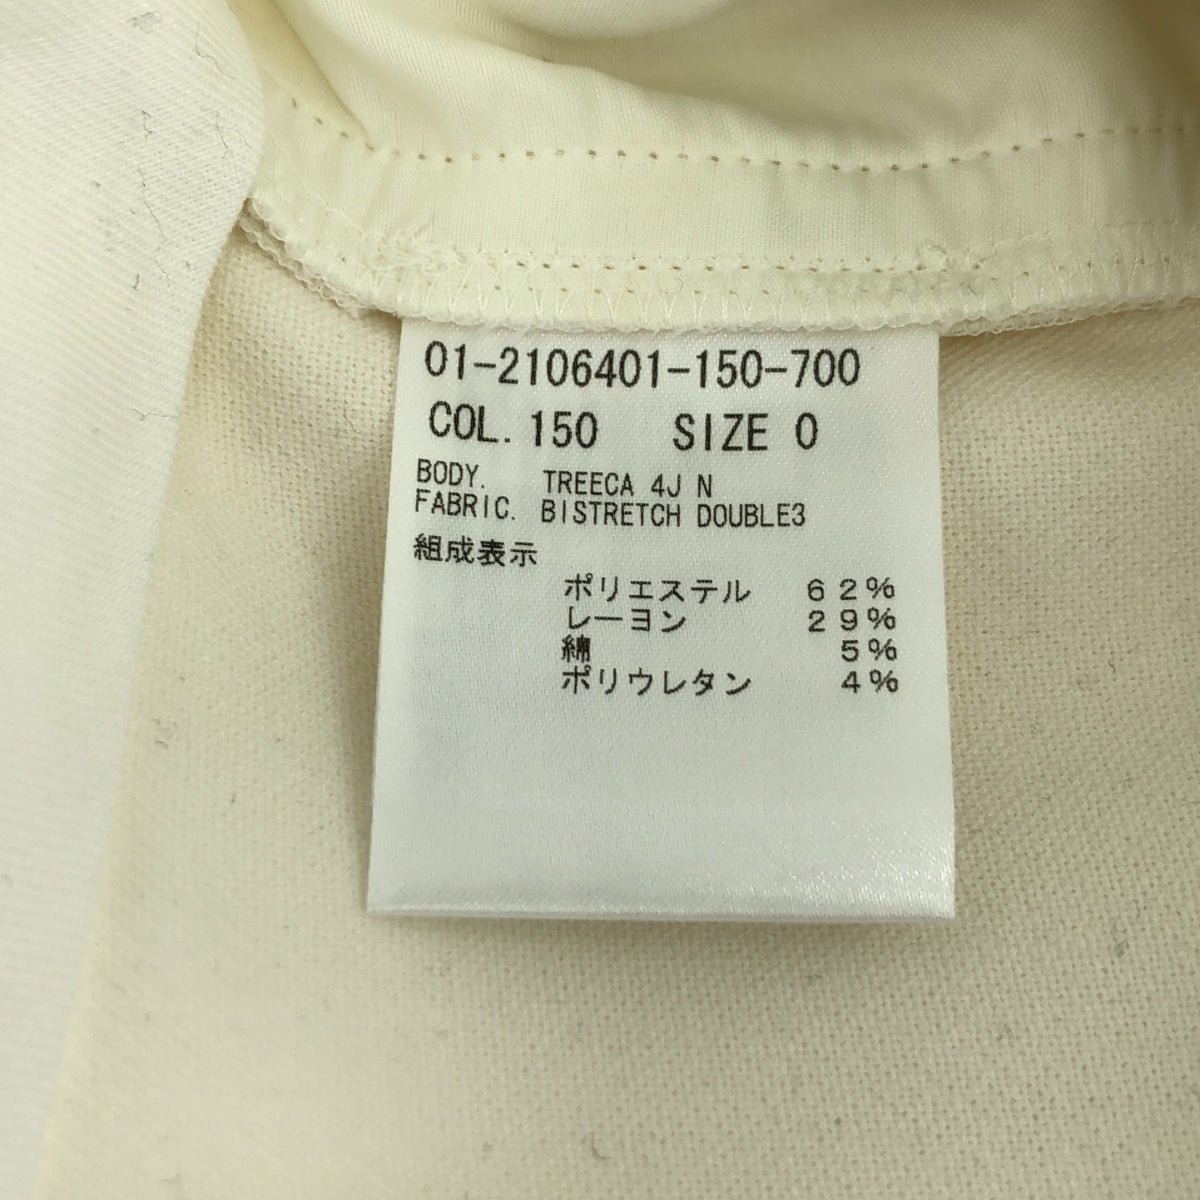 01-2106401-150-700
COL. 150 SIZE 0
BODY. TREECA 4J N
FABRIC. BISTRETCH DOUBLE3
組成表示
ポリエステル 62%
レーヨン 29%
綿 5%
ポリウレタン 4%